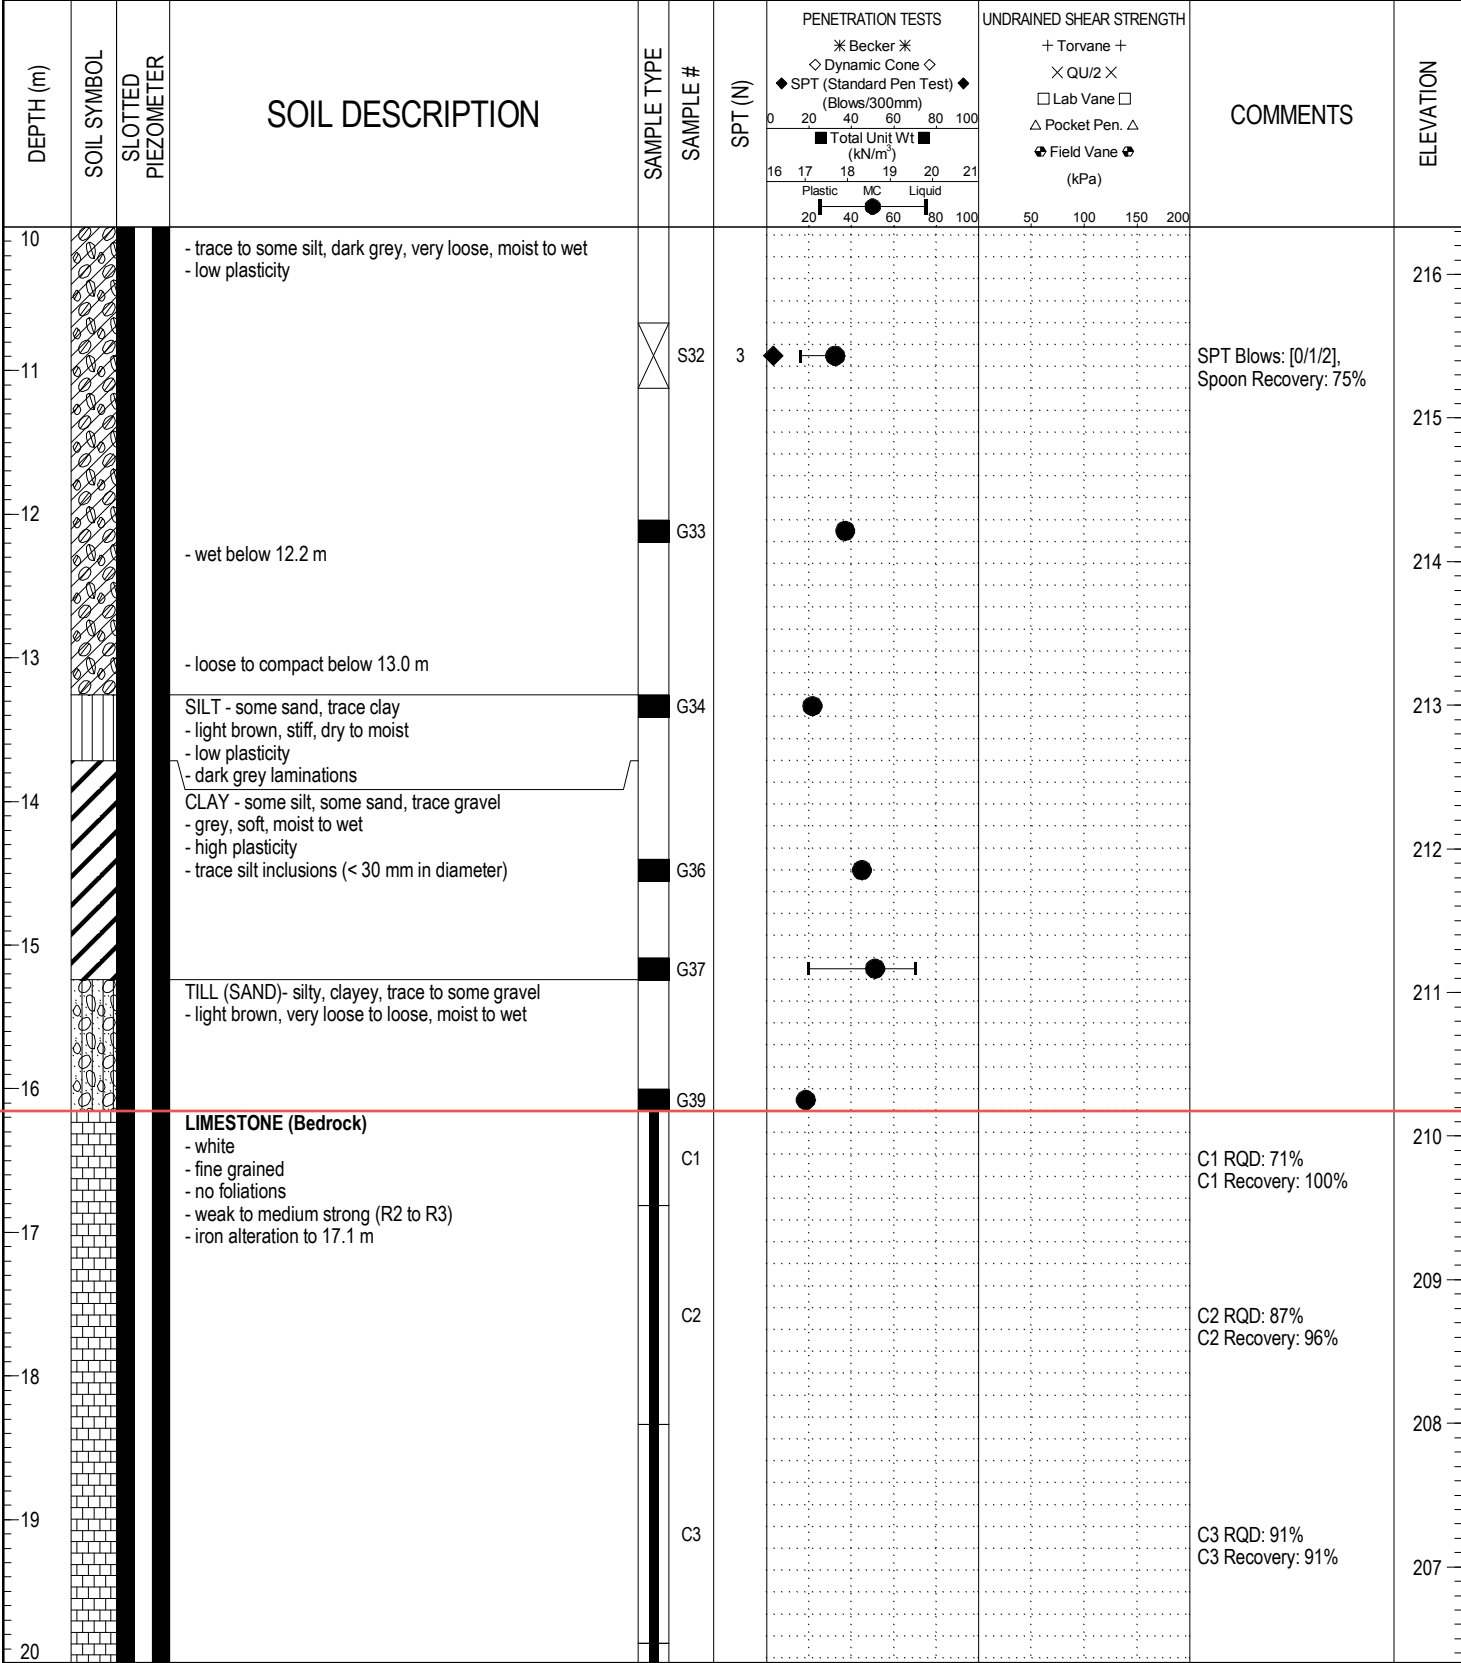 DEPTH (m)
SOIL SYMBOL
SLOTTED
PIEZOMETER
SOIL DESCRIPTION
SAMPLE TYPE
SAMPLE #
SPT (N)
PENETRATION TESTS
✳ Becker ✳
◇ Dynamic Cone ◇
◆ SPT (Standard Pen Test) ◆
(Blows/300mm)
0 20 40 60 80 100
■ Total Unit Wt ■
(kN/m³)
16 17 18 19 20 21
Plastic MC Liquid
20 40 60 80 100
UNDRAINED SHEAR STRENGTH
+ Torvane +
✕ QU/2 ✕
□ Lab Vane □
△ Pocket Pen. △
Field Vane
(kPa)
50 100 150 200
COMMENTS
ELEVATION
10
- trace to some silt, dark grey, very loose, moist to wet
- low plasticity
216
S32 3
SPT Blows: [0/1/2],
Spoon Recovery: 75%
11
215
12
G33
- wet below 12.2 m
214
13
- loose to compact below 13.0 m
SILT - some sand, trace clay
G34
213
- light brown, stiff, dry to moist
- low plasticity
- dark grey laminations
14
CLAY - some silt, some sand, trace gravel
- grey, soft, moist to wet
- high plasticity
212
- trace silt inclusions (< 30 mm in diameter)
G36
15
G37
TILL (SAND)- silty, clayey, trace to some gravel
211
- light brown, very loose to loose, moist to wet
16
G39
LIMESTONE (Bedrock)
210
- white
C1
C1 RQD: 71%
- fine grained
C1 Recovery: 100%
- no foliations
- weak to medium strong (R2 to R3)
17
- iron alteration to 17.1 m
209
C2
C2 RQD: 87%
C2 Recovery: 96%
18
208
19
C3
C3 RQD: 91%
C3 Recovery: 91%
207
20